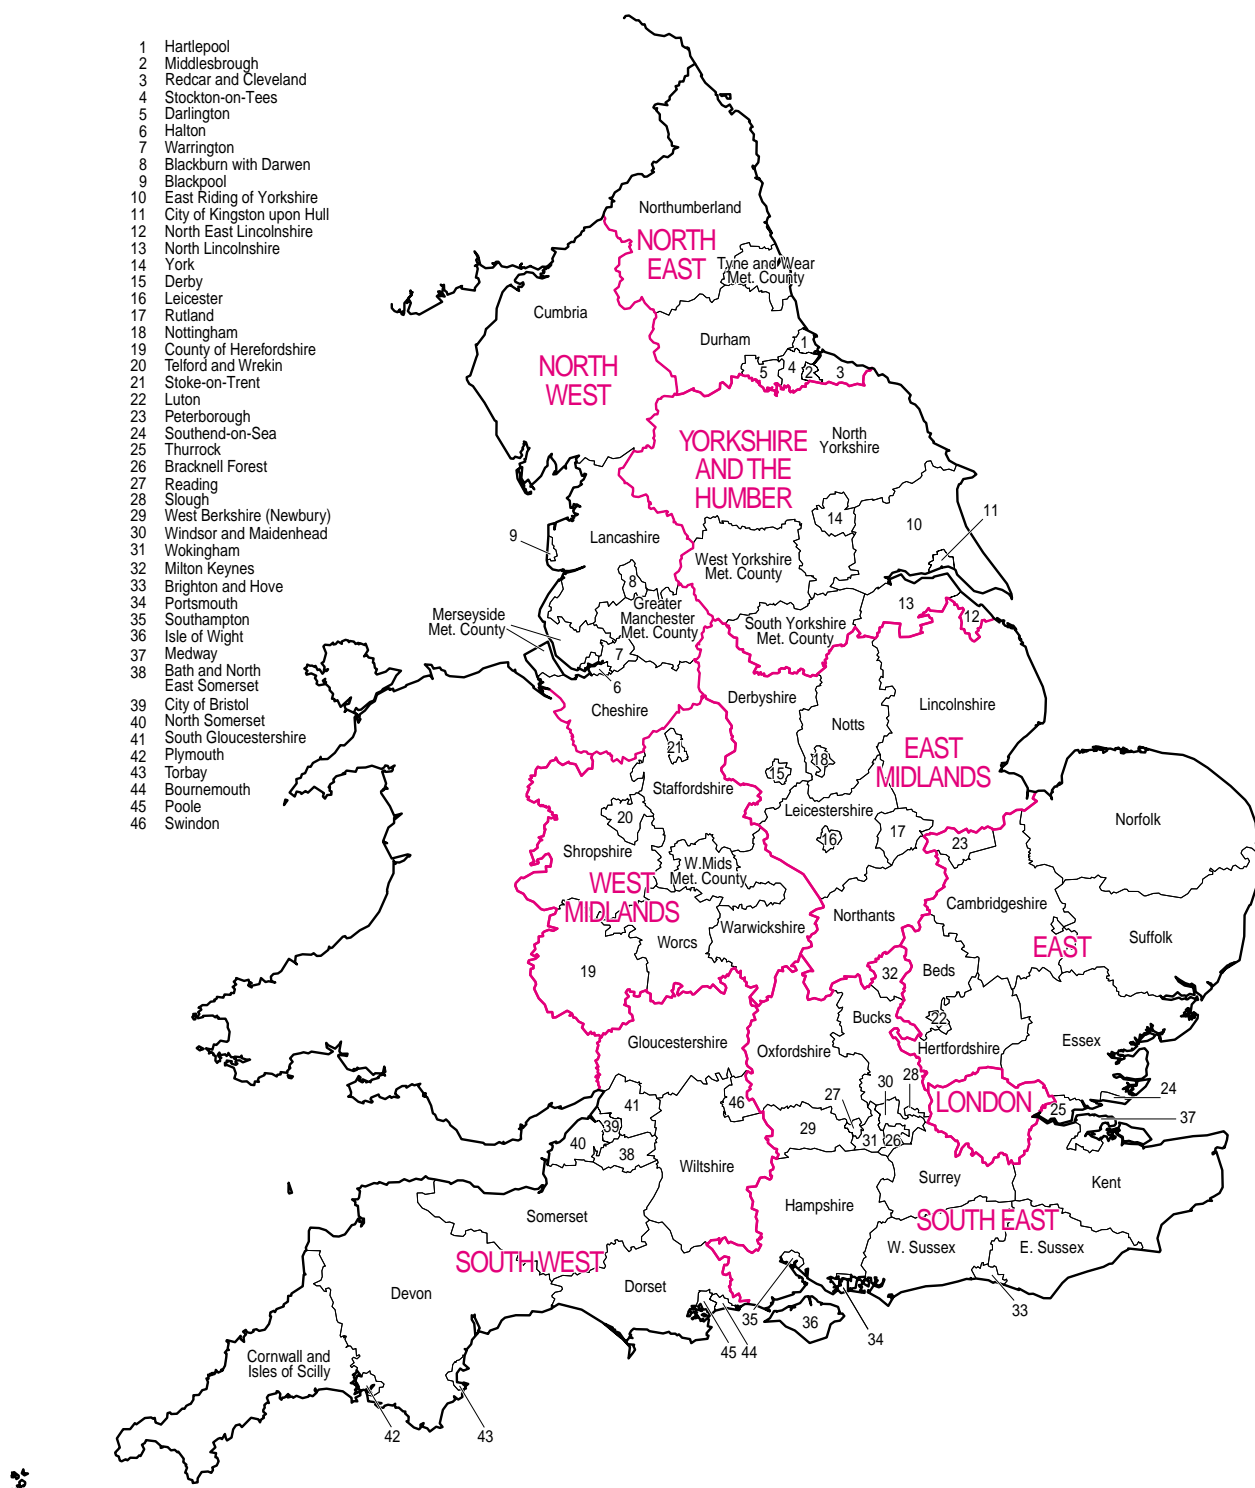 1 Hartlepool
2 Middlesbrough
3 Redcar and Cleveland
4 Stockton-on-Tees
5 Darlington
6 Halton
7 Warrington
8 Blackburn with Darwen
9 Blackpool
10 East Riding of Yorkshire
11 City of Kingston upon Hull
12 North East Lincolnshire
13 North Lincolnshire
14 York
15 Derby
16 Leicester
17 Rutland
18 Nottingham
19 County of Herefordshire
20 Telford and Wrekin
21 Stoke-on-Trent
22 Luton
23 Peterborough
24 Southend-on-Sea
25 Thurrock
26 Bracknell Forest
27 Reading
28 Slough
29 West Berkshire (Newbury)
30 Windsor and Maidenhead
31 Wokingham
32 Milton Keynes
33 Brighton and Hove
34 Portsmouth
35 Southampton
36 Isle of Wight
37 Medway
38 Bath and North
East Somerset
39 City of Bristol
40 North Somerset
41 South Gloucestershire
42 Plymouth
43 Torbay
44 Bournemouth
45 Poole
46 Swindon
Northumberland
NORTH
EAST
Tyne and Wear
Met. County
Cumbria
Durham
1
NORTH
WEST
5
4
2
3
YORKSHIRE
AND THE
HUMBER
North
Yorkshire
14
10
11
9
Lancashire
West Yorkshire
Met. County
8
Merseyside
Met. County
Greater
Manchester
Met. County
South Yorkshire
Met. County
13
12
7
6
Cheshire
Derbyshire
Notts
Lincolnshire
21
18
15
EAST
MIDLANDS
Staffordshire
Leicestershire
20
16
17
23
Norfolk
Shropshire
W.Mids
Met. County
WEST
MIDLANDS
Cambridgeshire
Northants
Warwickshire
Worcs
EAST
Suffolk
19
32
Beds
Bucks
22
Gloucestershire
Oxfordshire
Hertfordshire
Essex
30
28
41
46
27
LONDON
25
24
37
39
40
38
29
31
26
Wiltshire
Surrey
Kent
Hampshire
Somerset
SOUTH EAST
W. Sussex
E. Sussex
SOUTH WEST
Devon
Dorset
33
35
36
34
45
44
Cornwall and
Isles of Scilly
42
43